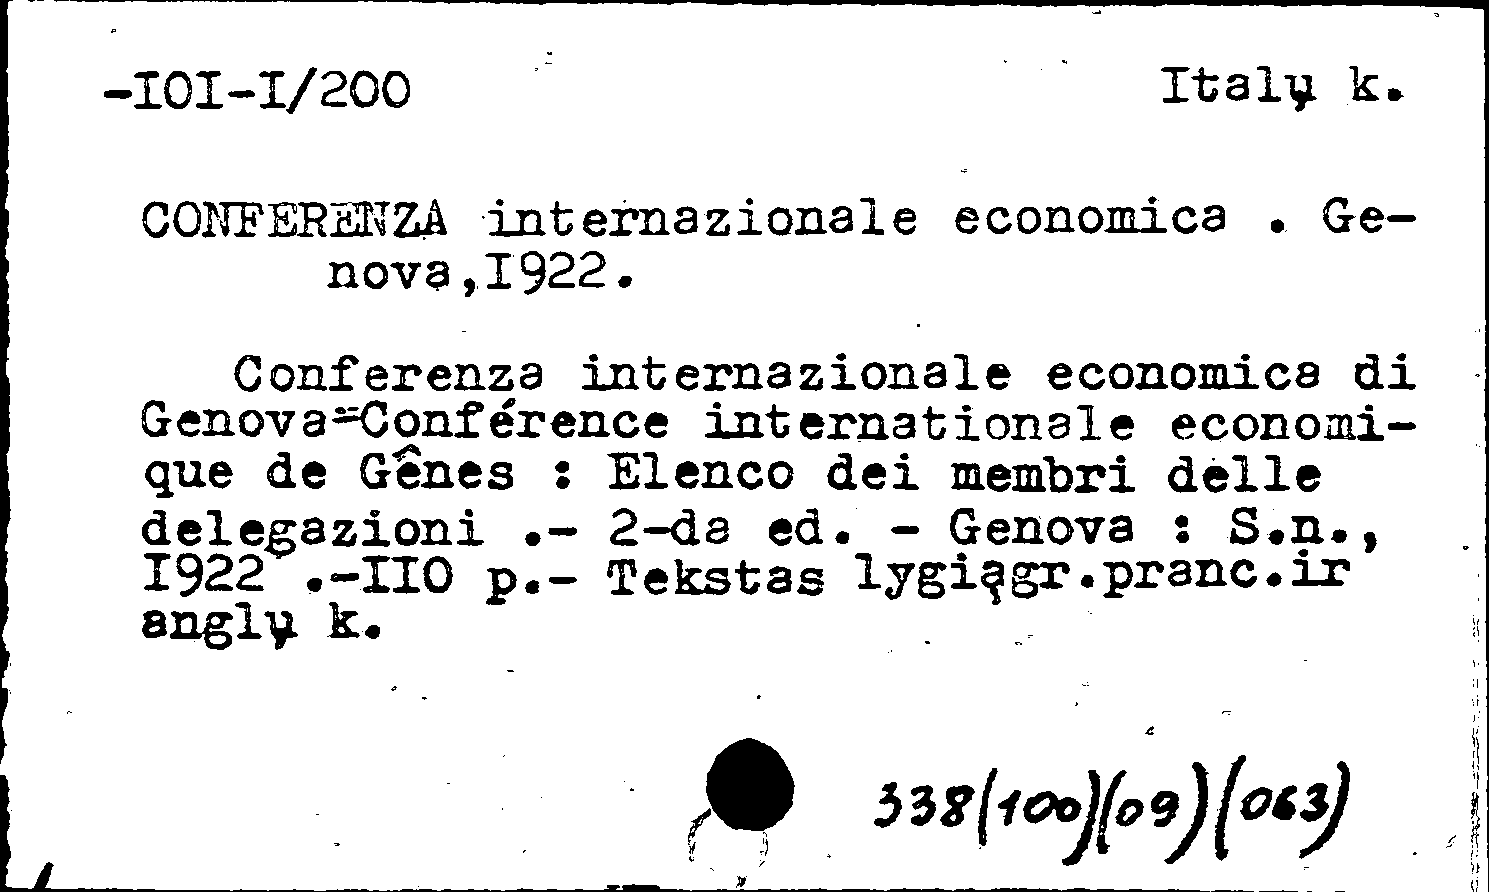 -IOI-I/200 Italų k.
CONFERENZA internazionale economica . Ge-
nova,I922.
Conferenza internazionale economica di
Genova=Conférence internationale economi-
que de Gênes : Elenco dei membri delle
delegazioni .- 2-da ed. - Genova : S.n.,
I922 .-IIO p.- Tekstas lygiągr.pranc.ir
anglų k.
338(100)(09)(063)